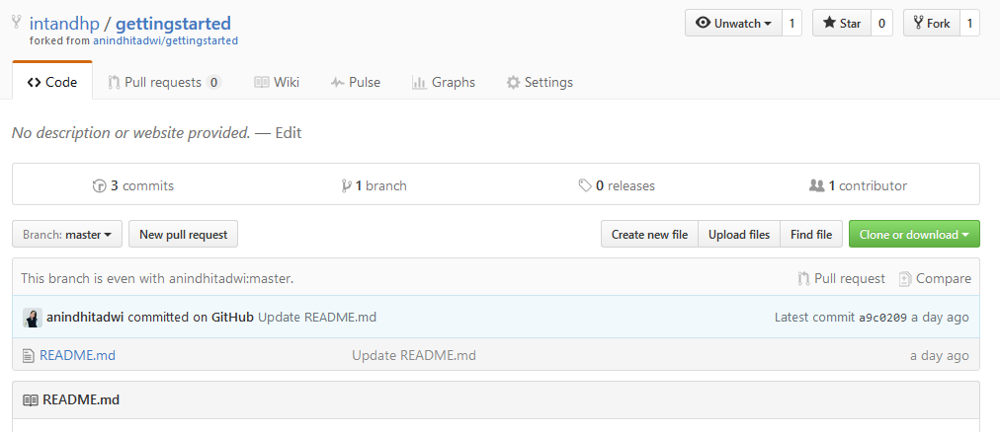 intandhp / gettingstarted
Unwatch 1 Star 0 Fork 1
forked from anindhitadwi/gettingstarted
Code Pull requests 0 Wiki Pulse Graphs Settings
No description or website provided. — Edit
3 commits 1 branch 0 releases 1 contributor
Branch: master New pull request Create new file Upload files Find file Clone or download
This branch is even with anindhitadwi:master. Pull request Compare
anindhitadwi committed on GitHub Update README.md Latest commit a9c0209 a day ago
README.md Update README.md a day ago
README.md